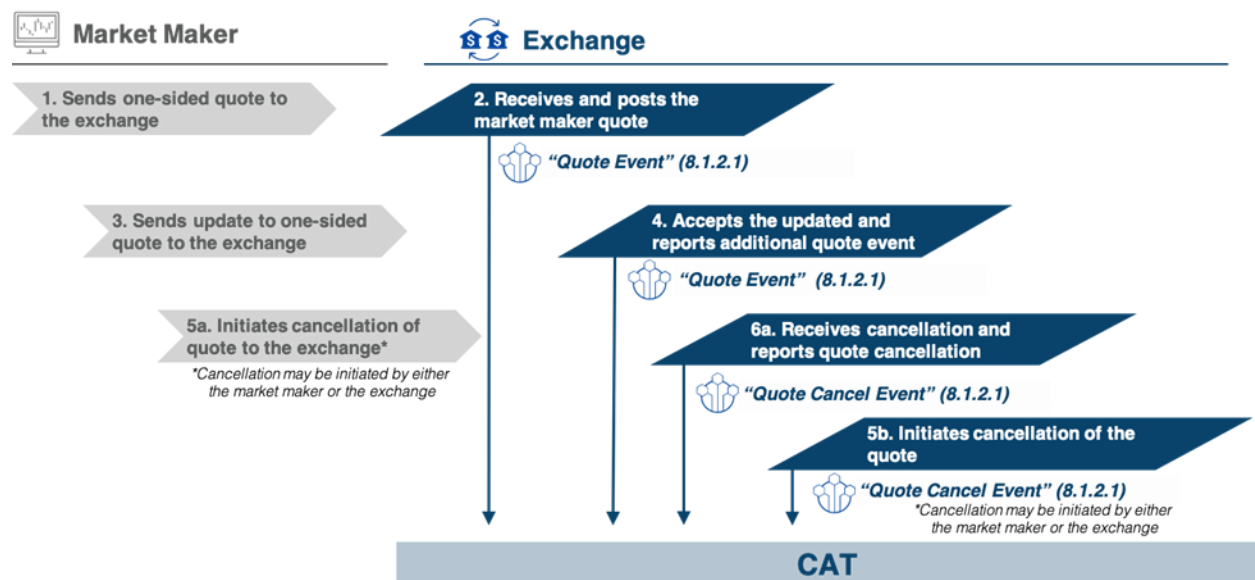 Market Maker
Exchange
1. Sends one-sided quote to
the exchange
2. Receives and posts the
market maker quote
“Quote Event” (8.1.2.1)
3. Sends update to one-sided
quote to the exchange
4. Accepts the updated and
reports additional quote event
“Quote Event” (8.1.2.1)
5a. Initiates cancellation of
quote to the exchange*
*Cancellation may be initiated by either
the market maker or the exchange
6a. Receives cancellation and
reports quote cancellation
“Quote Cancel Event” (8.1.2.1)
5b. Initiates cancellation of the
quote
“Quote Cancel Event” (8.1.2.1)
*Cancellation may be initiated by either
the market maker or the exchange
CAT